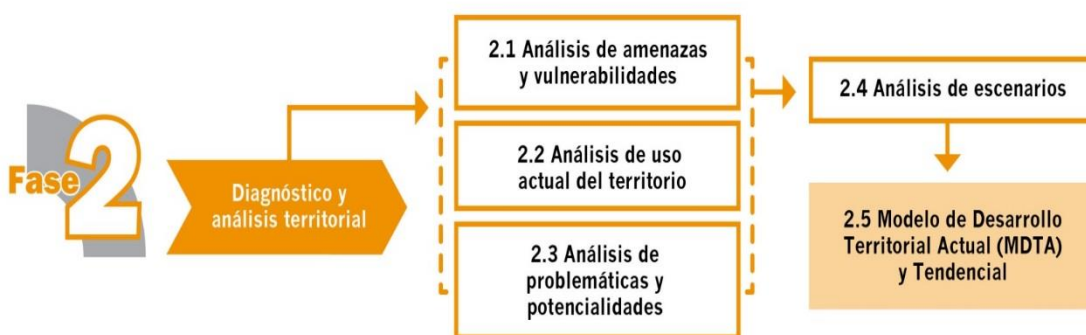 Fase 2
Diagnóstico y
análisis territorial
2.1 Análisis de amenazas
y vulnerabilidades
2.2 Análisis de uso
actual del territorio
2.3 Análisis de
problemáticas y
potencialidades
2.4 Análisis de escenarios
2.5 Modelo de Desarrollo
Territorial Actual (MDTA)
y Tendencial